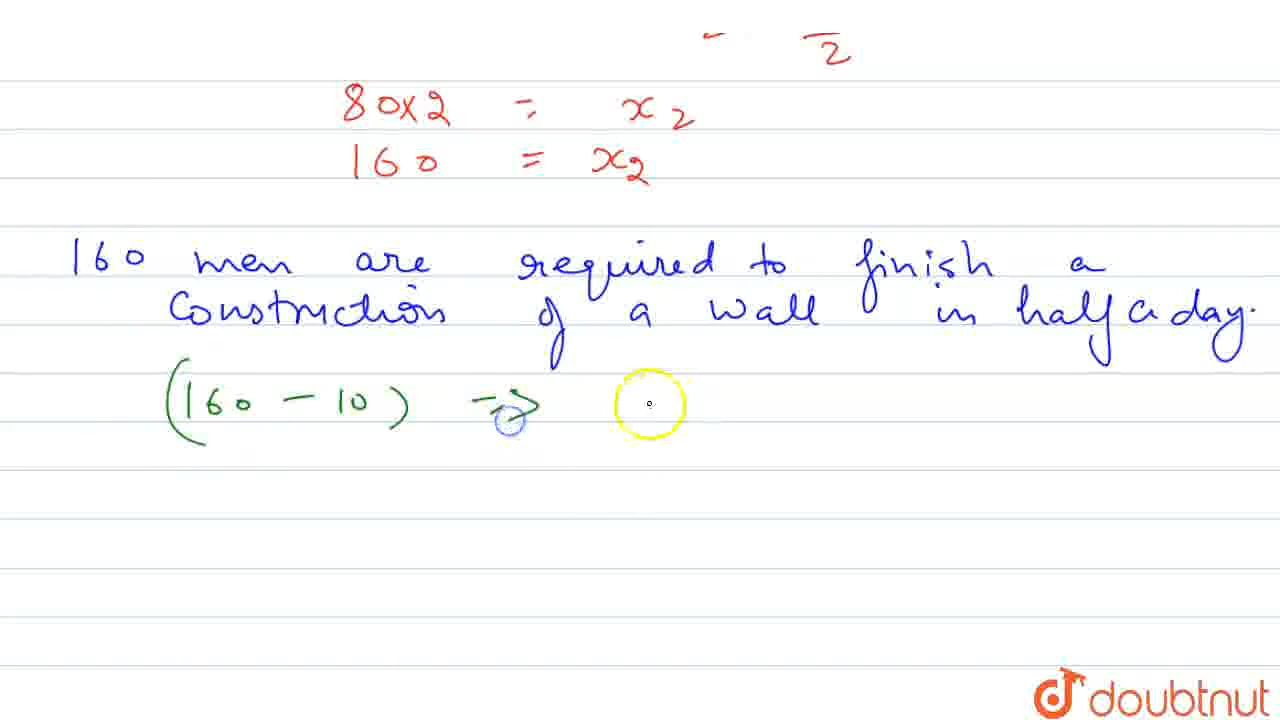 2
80x2 = x2
160 = x2
160 men are required to finish a
construction of a wall in half a day.
(160 - 10) =>
doubtnut